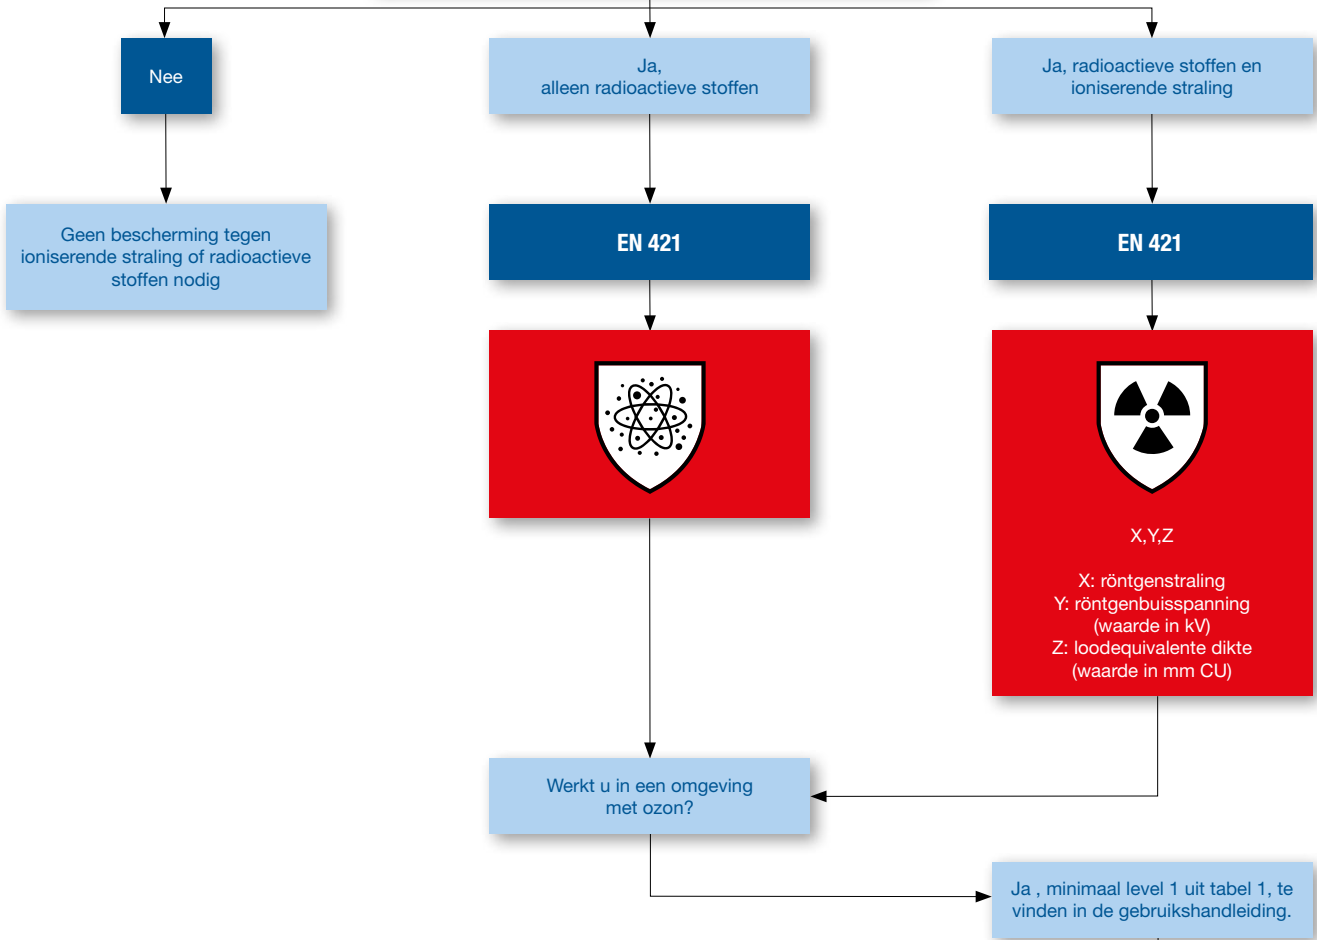 Nee
Ja,
alleen radioactieve stoffen
Ja, radioactieve stoffen en
ioniserende straling
Geen bescherming tegen
ioniserende straling of radioactieve
stoffen nodig
EN 421
EN 421
X,Y,Z
X: röntgenstraling
Y: röntgenbuisspanning
(waarde in kV)
Z: loodequivalente dikte
(waarde in mm CU)
Werkt u in een omgeving
met ozon?
Ja , minimaal level 1 uit tabel 1, te
vinden in de gebruikshandleiding.